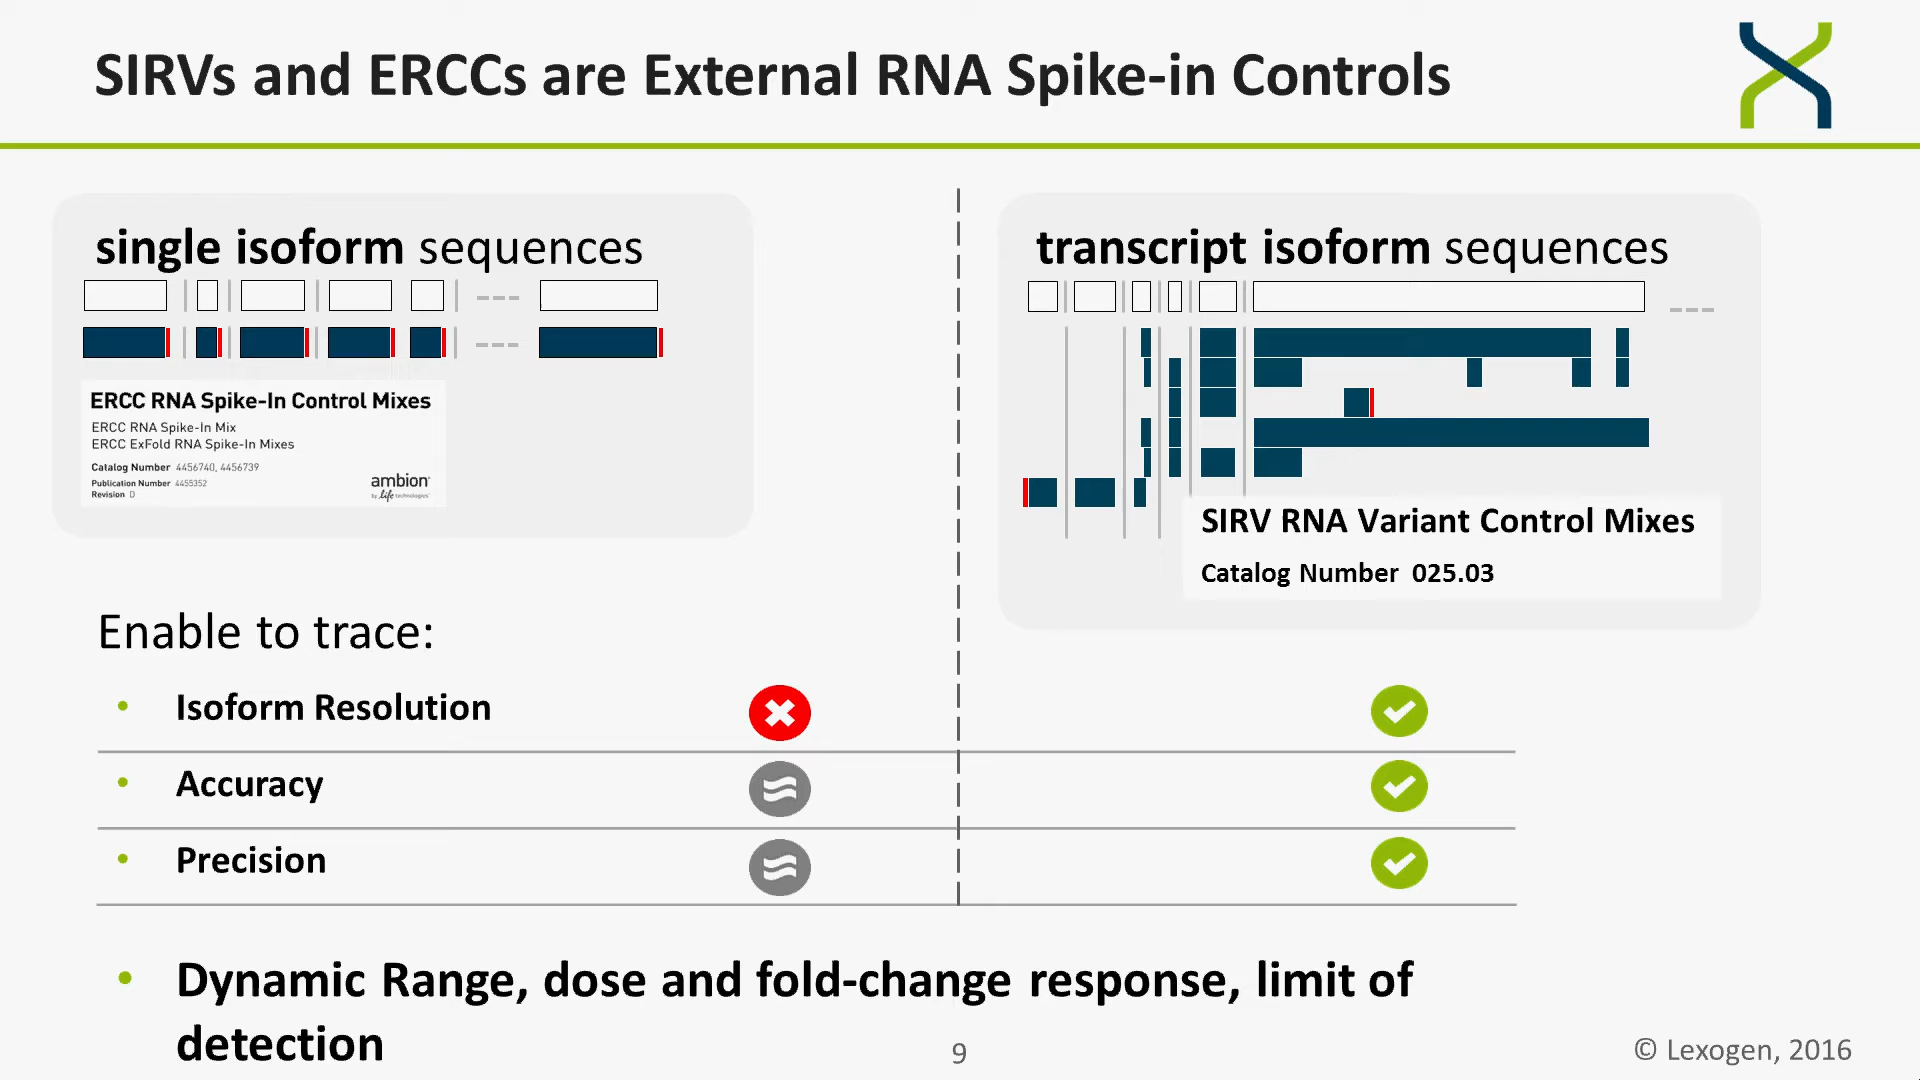 SIRVs and ERCCs are External RNA Spike-in Controls
single isoform sequences
ERCC RNA Spike-In Control Mixes
ERCC RNA Spike-In Mix
ERCC ExFold RNA Spike-In Mixes
Catalog Number 4456740, 4456739
Publication Number 4455352
Revision D
ambion
by life technologies
transcript isoform sequences
SIRV RNA Variant Control Mixes
Catalog Number 025.03
Enable to trace:
• Isoform Resolution
• Accuracy
• Precision
• Dynamic Range, dose and fold-change response, limit of
detection
9
© Lexogen, 2016